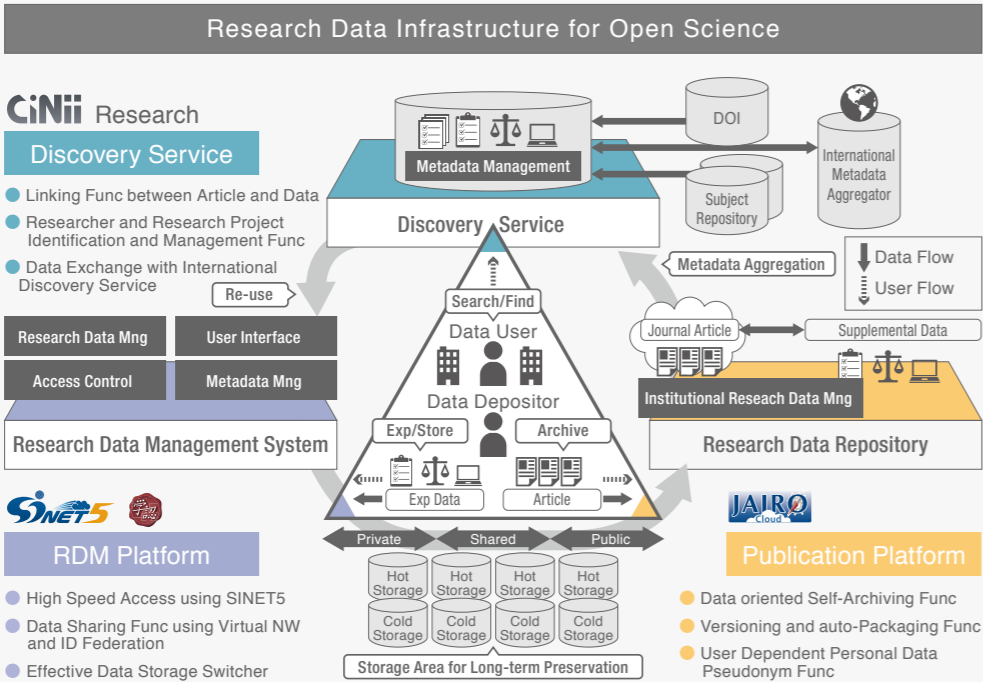 Research Data Infrastructure for Open Science
CiNii Research
Discovery Service
Linking Func between Article and Data
Researcher and Research Project
Identification and Management Func
Data Exchange with International
Discovery Service
Metadata Management
Discovery Service
DOI
Subject
Repository
International
Metadata
Aggregator
Data Flow
User Flow
Metadata Aggregation
Re-use
Research Data Mng
User Interface
Access Control
Metadata Mng
Research Data Management System
Search/Find
Data User
Data Depositor
Exp/Store
Archive
Exp Data
Article
Journal Article
Supplemental Data
Institutional Reseach Data Mng
Research Data Repository
SINET5
学認
RDM Platform
High Speed Access using SINET5
Data Sharing Func using Virtual NW
and ID Federation
Effective Data Storage Switcher
Private
Shared
Public
Hot
Storage
Hot
Storage
Hot
Storage
Hot
Storage
Cold
Storage
Cold
Storage
Cold
Storage
Cold
Storage
Storage Area for Long-term Preservation
JAIRO
Cloud
Publication Platform
Data oriented Self-Archiving Func
Versioning and auto-Packaging Func
User Dependent Personal Data
Pseudonym Func